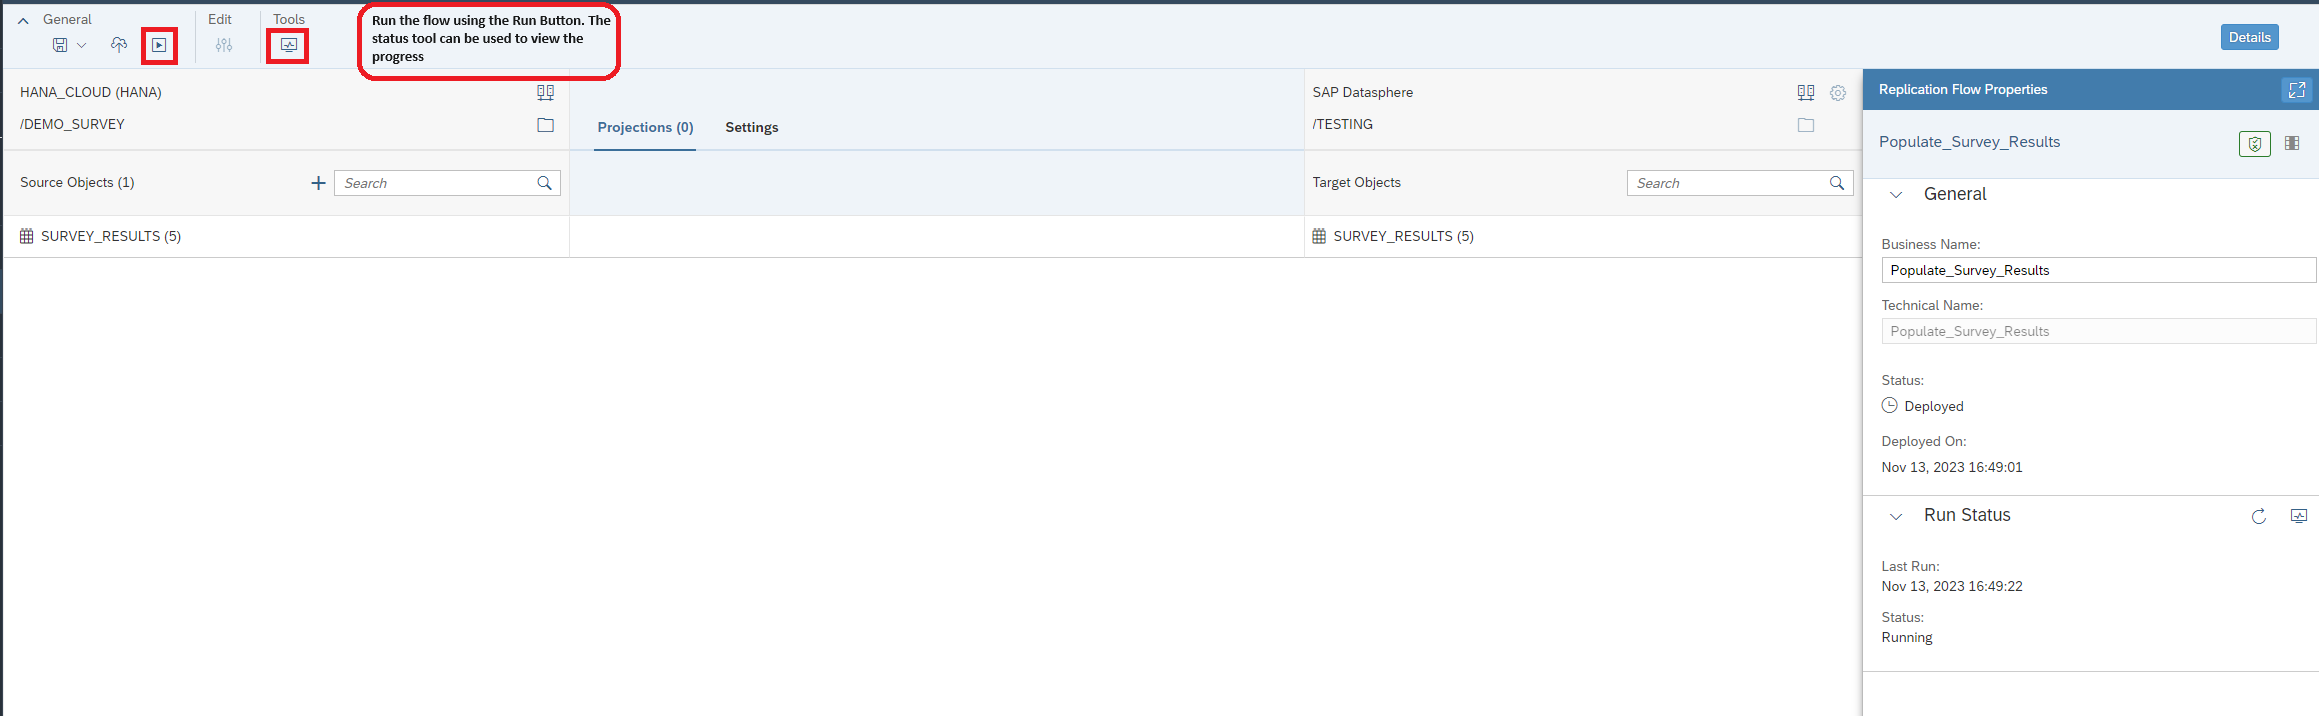 General
Edit
Tools
Run the flow using the Run Button. The
status tool can be used to view the
progress
Details
HANA_CLOUD (HANA)
/DEMO_SURVEY
Projections (0)
Settings
SAP Datasphere
/TESTING
Source Objects (1)
Search
Target Objects
Search
SURVEY_RESULTS (5)
SURVEY_RESULTS (5)
Replication Flow Properties
Populate_Survey_Results
General
Business Name:
Populate_Survey_Results
Technical Name:
Populate_Survey_Results
Status:
Deployed
Deployed On:
Nov 13, 2023 16:49:01
Run Status
Last Run:
Nov 13, 2023 16:49:22
Status:
Running